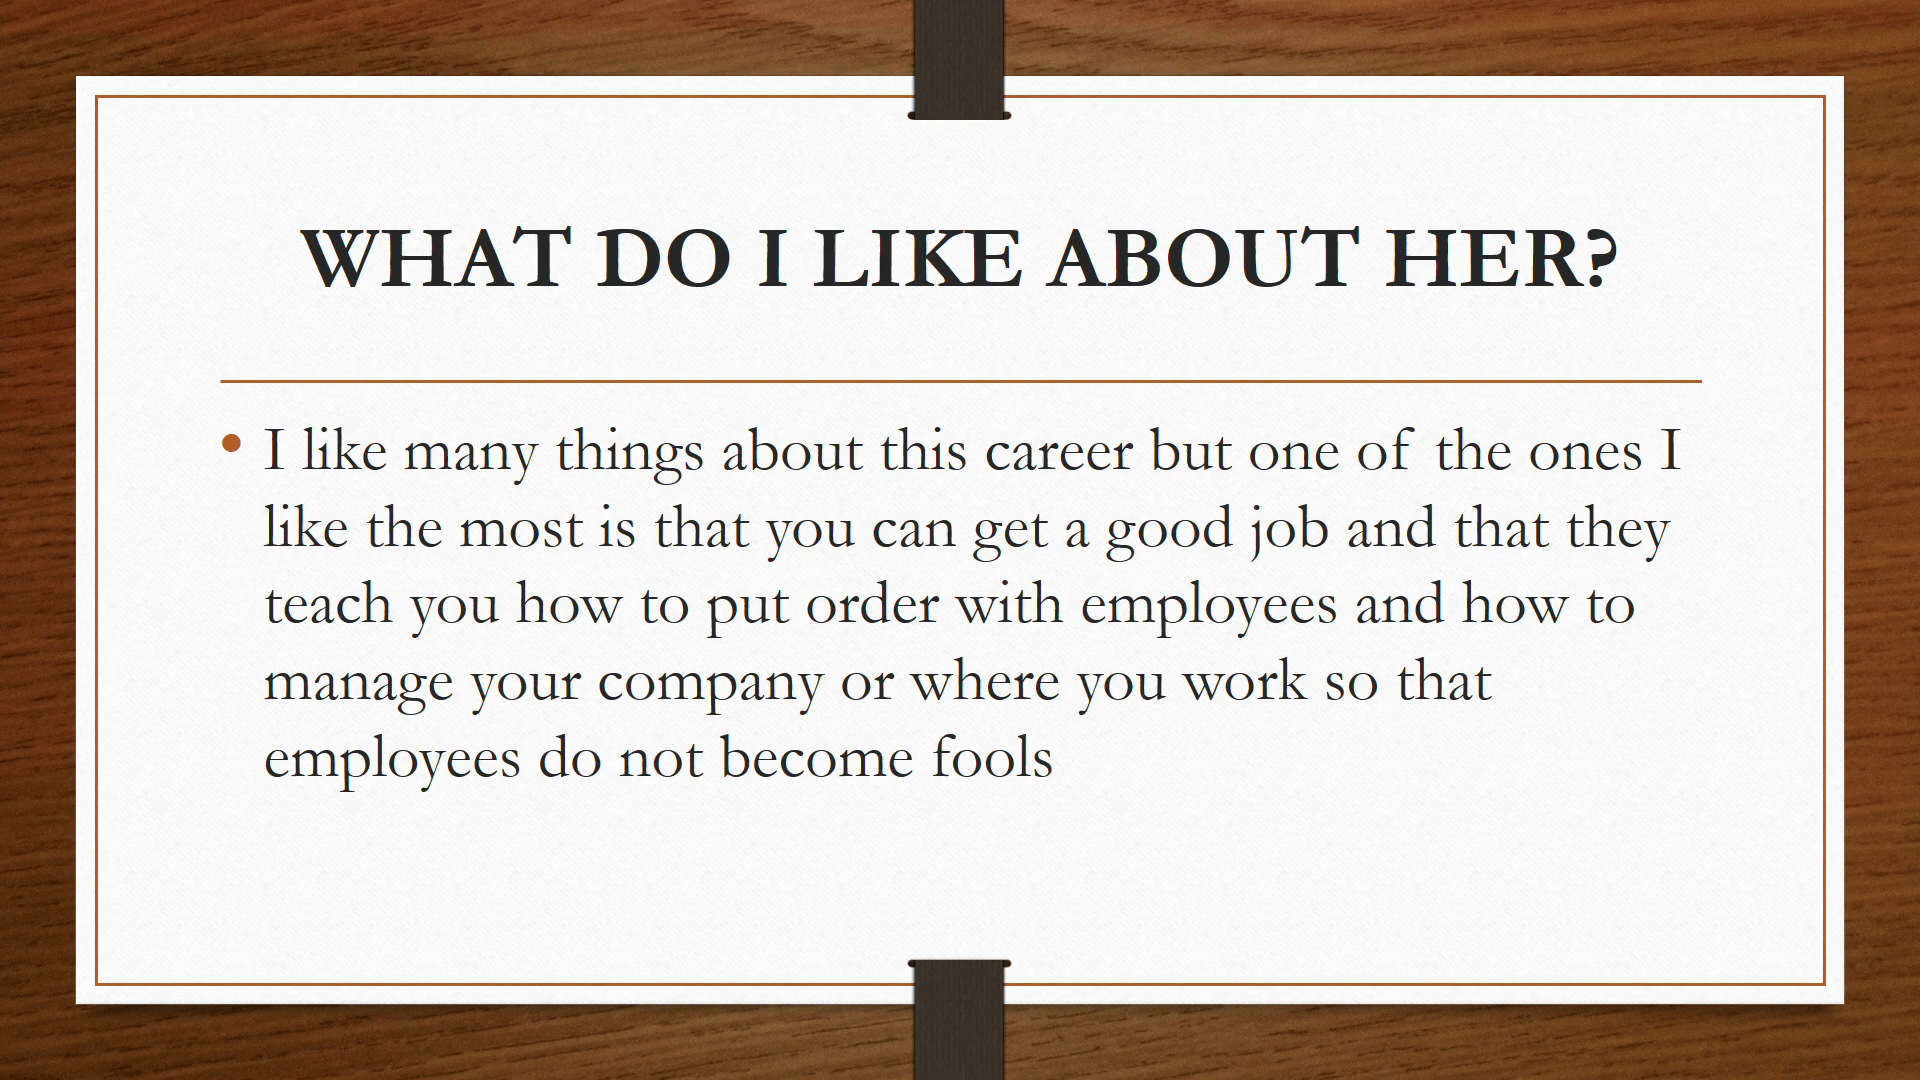 WHAT DO I LIKE ABOUT HER?
• I like many things about this career but one of the ones I
like the most is that you can get a good job and that they
teach you how to put order with employees and how to
manage your company or where you work so that
employees do not become fools